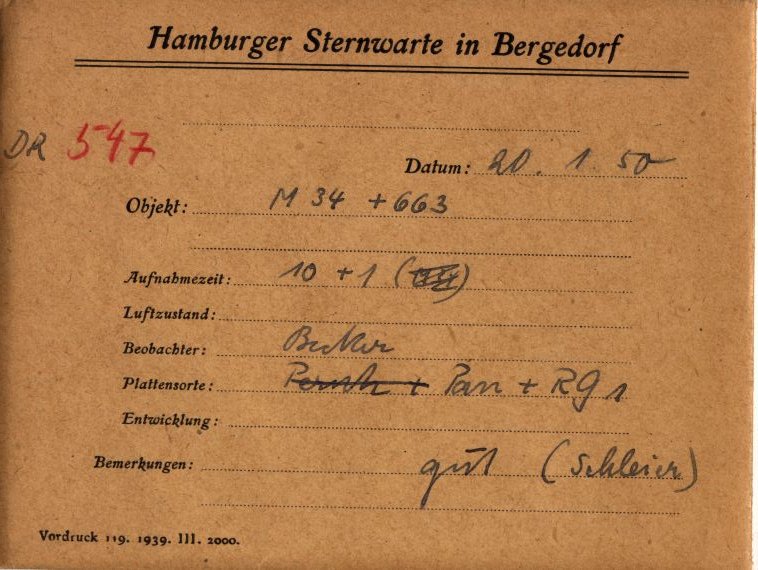 Hamburger Sternwarte in Bergedorf
DR 547
Datum: 20. 1 50
Objekt: M 34 + 663
Aufnahmezeit: 10 + 1 ( )
Luftzustand:
Beobachter: Becker
Plattensorte: Pan + RG 1
Entwicklung:
Bemerkungen: gut (Schleier)
Vordruck 119. 1939. III. 2000.